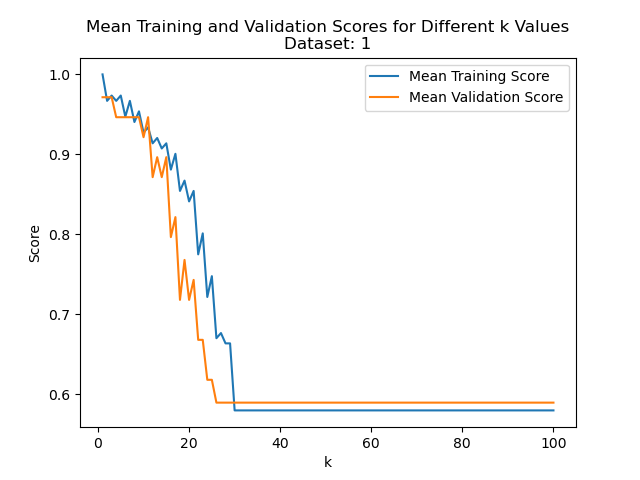 Mean Training and Validation Scores for Different k Values
Dataset: 1
Mean Training Score
Mean Validation Score
1.0
0.9
0.8
0.7
0.6
Score
0 20 40 60 80 100
k